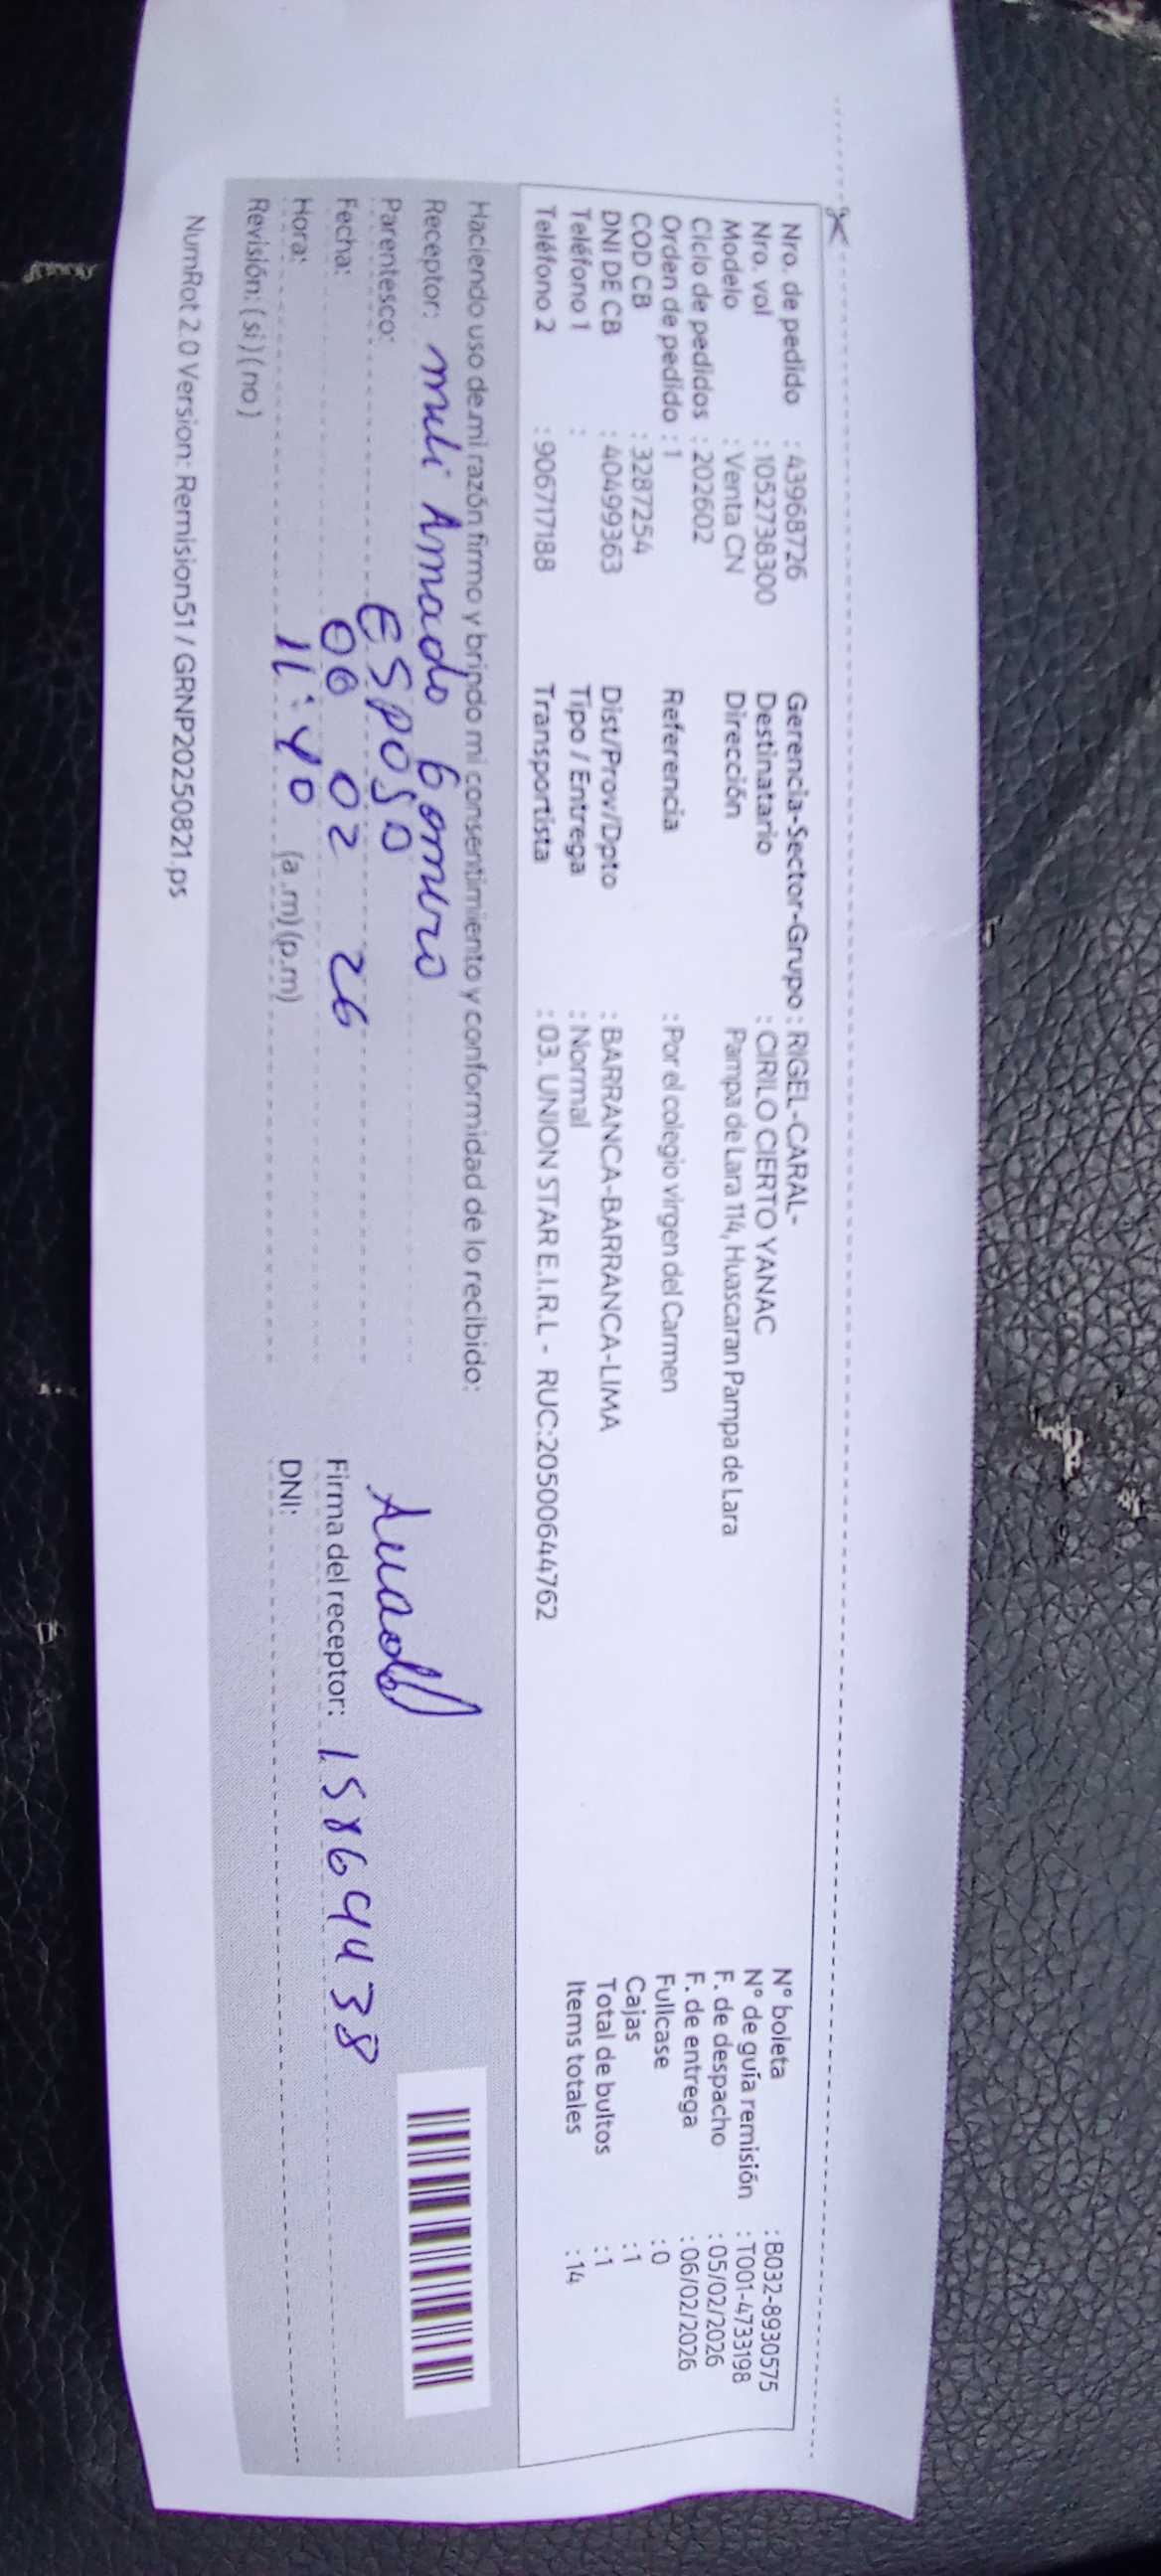 Nro. de pedido : 43968726
Nro. vol : 1052738300
Modelo : Venta CN
Ciclo de pedidos : 202602
Orden de pedido : 1
COD CB : 3287254
DNI DE CB : 40499363
Teléfono 1 :
Teléfono 2 : 906717188
Gerencia-Sector-Grupo : RIGEL-CARAL-
Destinatario : CIRILO CIERTO YANAC
Dirección Pampa de Lara 114, Huascaran Pampa de Lara
Referencia : Por el colegio virgen del Carmen
Dist/Prov/Dpto : BARRANCA-BARRANCA-LIMA
Tipo / Entrega : Normal
Transportista : 03. UNION STAR E.I.R.L - RUC:20500644762
N° boleta : B032-8930575
N° de guía remisión : T001-4733198
F. de despacho : 05/02/2026
F. de entrega : 06/02/2026
Fullcase : 0
Cajas : 1
Total de bultos : 1
Items totales : 14
Haciendo uso de mi razón firmo y brindo mi consentimiento y conformidad de lo recibido:
Receptor: Amado
Parentesco: ESPOSO
Fecha: 06 02 26
Hora: 11:40 (a.m) (p.m)
Revisión: ( si ) ( no )
Amado
Firma del receptor: 15864438
DNI:
NumRot 2.0 Version: Remision51 / GRNP20250821.ps